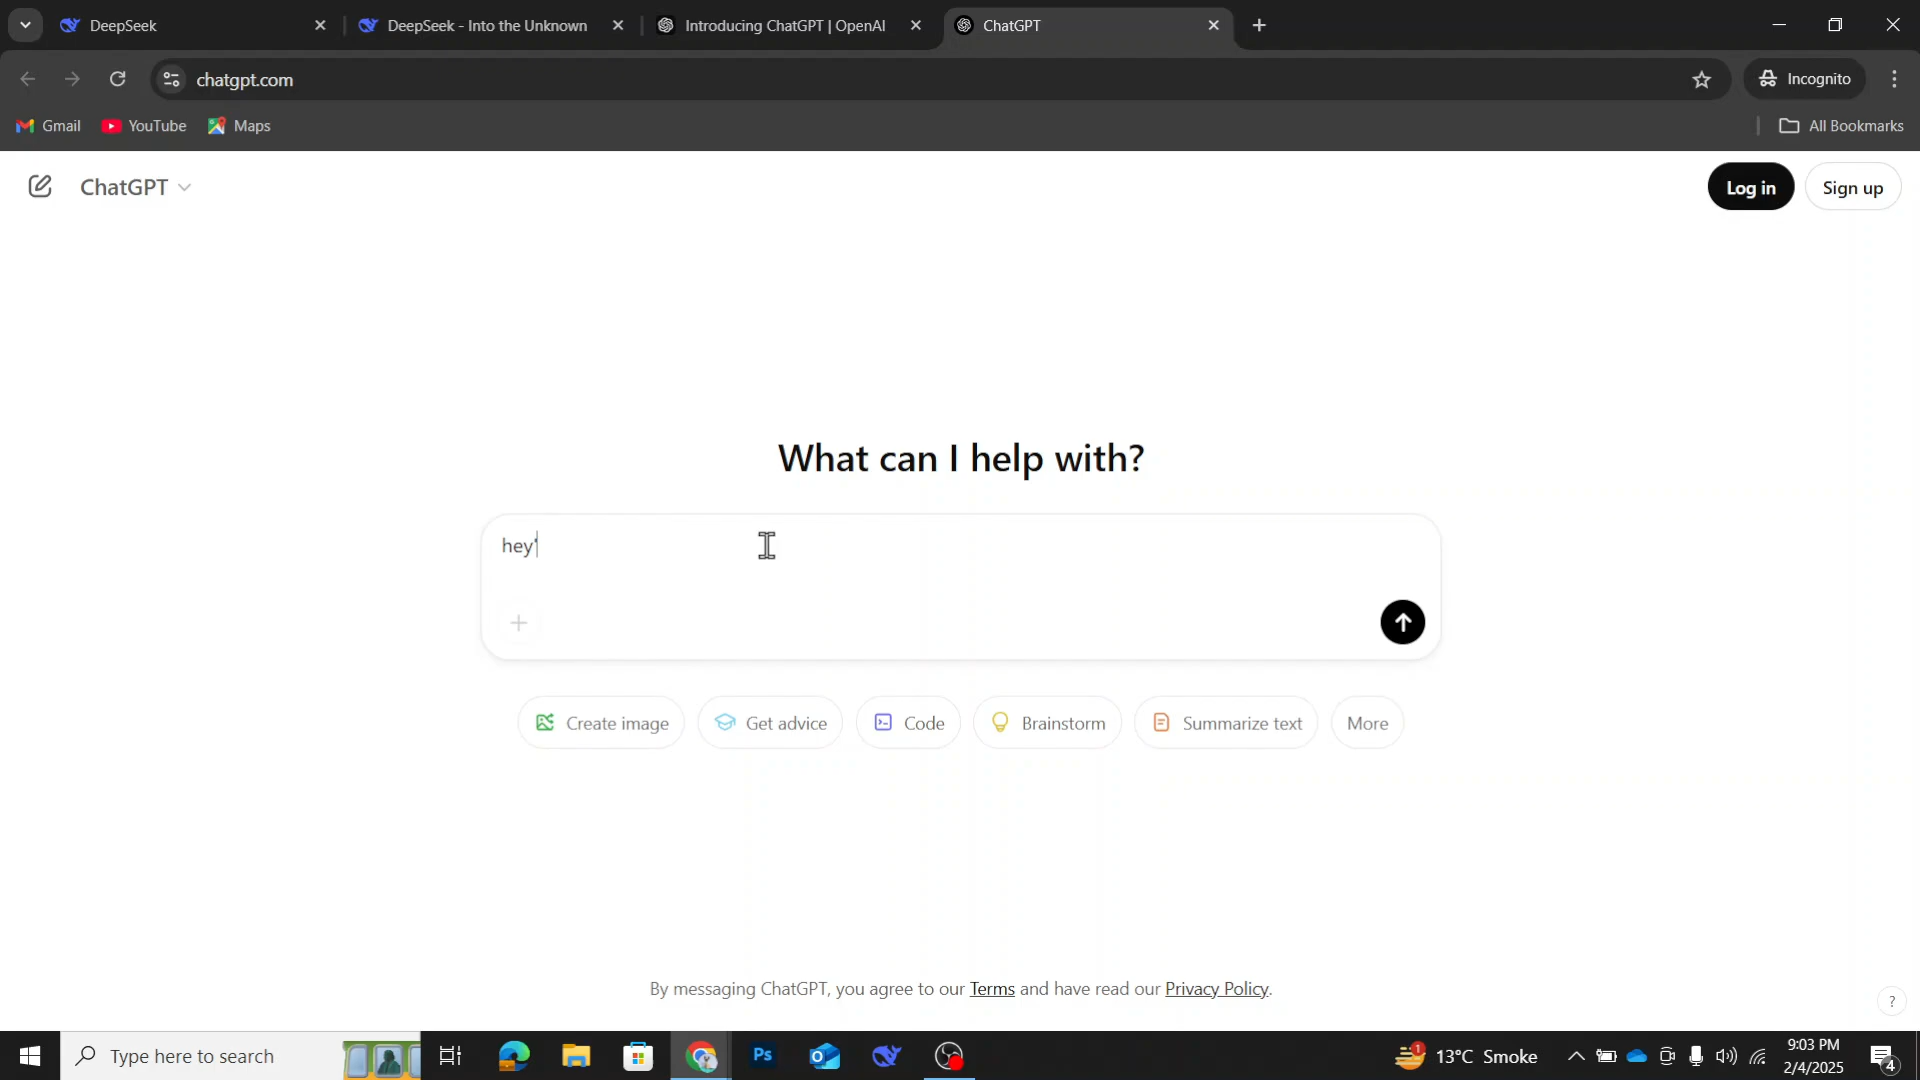 DeepSeek
DeepSeek - Into the Unknown
Introducing ChatGPT | OpenAI
ChatGPT
chatgpt.com
Incognito
Gmail
YouTube
Maps
All Bookmarks
ChatGPT
Log in
Sign up
What can I help with?
hey'
Create image
Get advice
Code
Brainstorm
Summarize text
More
By messaging ChatGPT, you agree to our Terms and have read our Privacy Policy.
?
Type here to search
Ps
1
13°C Smoke
9:03 PM
2/4/2025
4